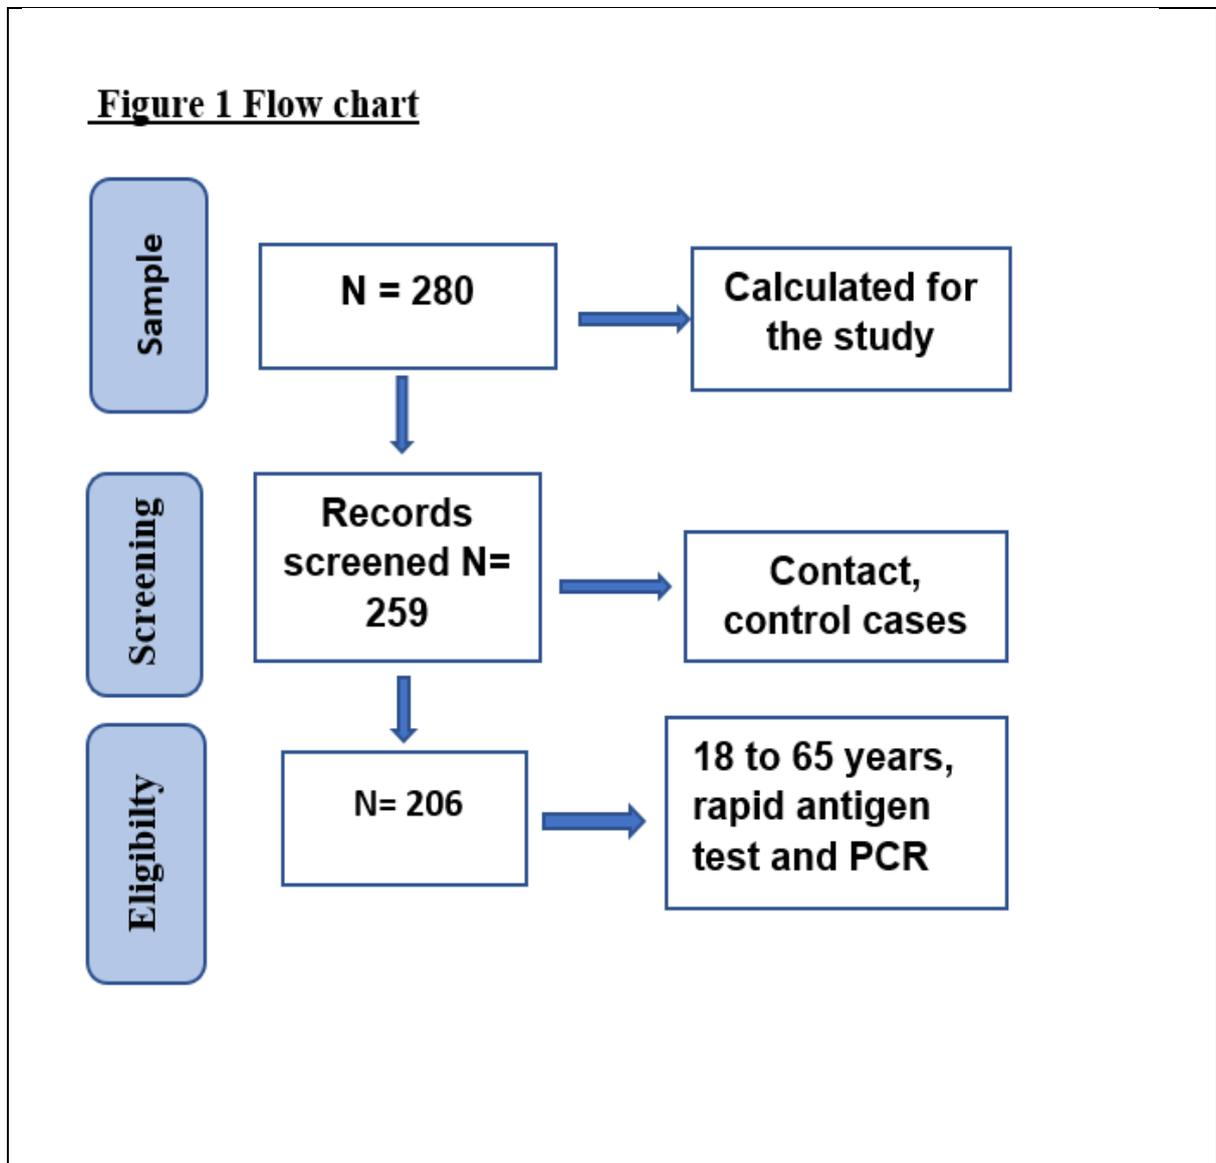 Figure 1 Flow chart
Sample
N = 280
Calculated for
the study
Screening
Records
screened N=
259
Contact,
control cases
Eligibilty
N= 206
18 to 65 years,
rapid antigen
test and PCR